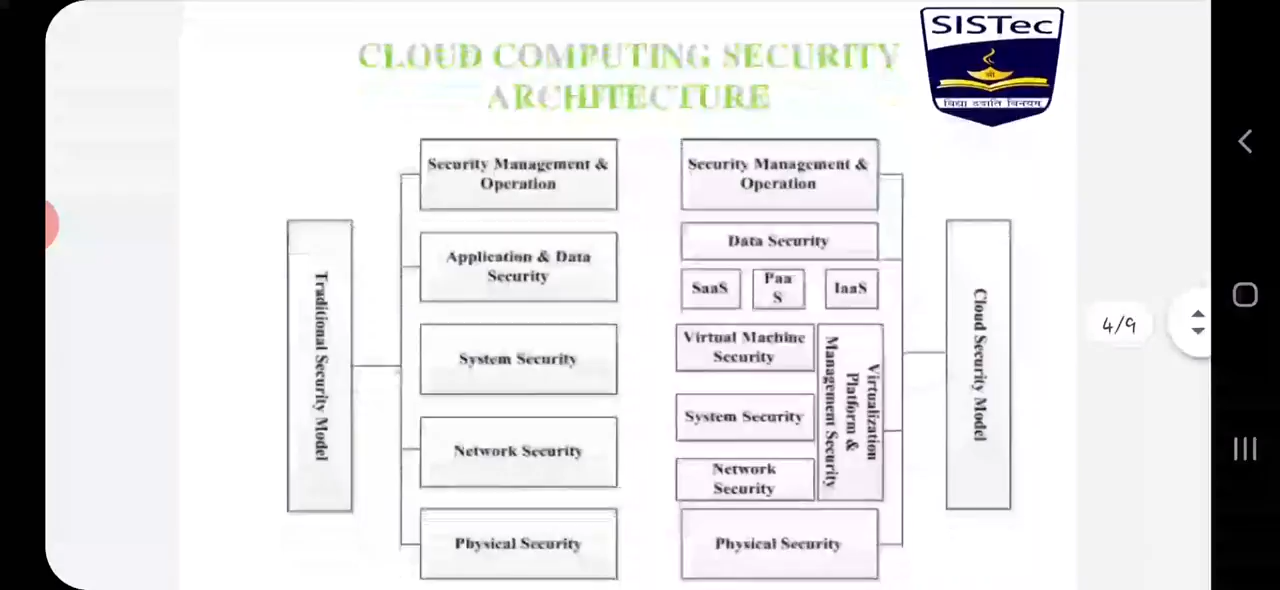 SISTec
विद्या ददाति विनयम्
CLOUD COMPUTING SECURITY
ARCHITECTURE
Traditional Security Model
Security Management &
Operation
Application & Data
Security
System Security
Network Security
Physical Security
Security Management &
Operation
Data Security
SaaS
Paa
S
IaaS
Virtual Machine
Security
System Security
Network
Security
Virtualization
Platform &
Management Security
Physical Security
Cloud Security Model
4/9